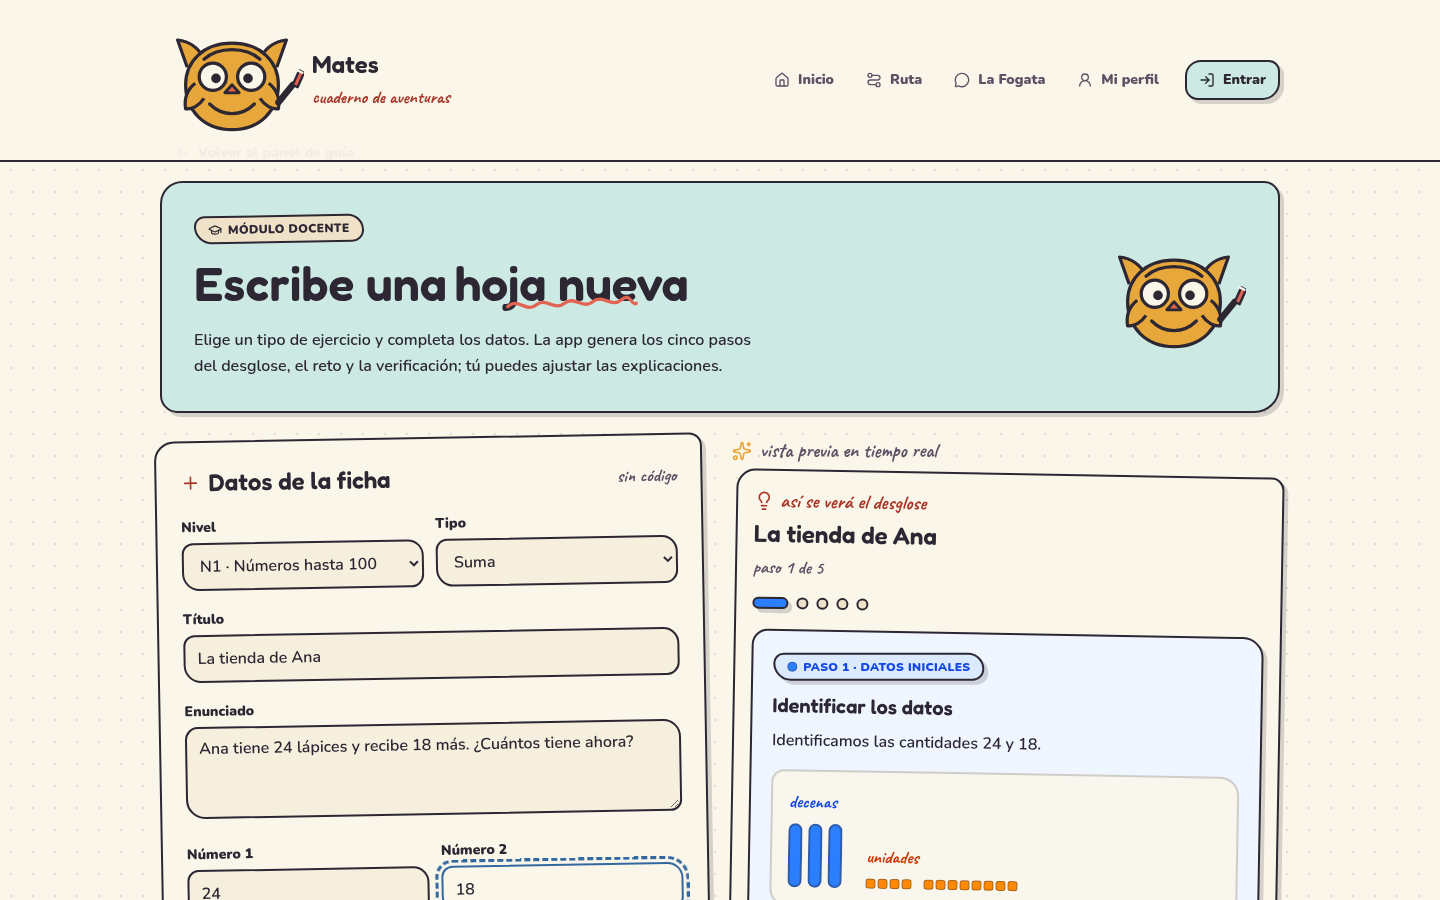 Mates
cuaderno de aventuras
Inicio
Ruta
La Fogata
Mi perfil
Entrar
Volver al panel de guía
MÓDULO DOCENTE
Escribe una hoja nueva
Elige un tipo de ejercicio y completa los datos. La app genera los cinco pasos
del desglose, el reto y la verificación; tú puedes ajustar las explicaciones.
Datos de la ficha
sin código
Nivel
Tipo
N1 · Números hasta 100
Suma
Título
La tienda de Ana
Enunciado
Ana tiene 24 lápices y recibe 18 más. ¿Cuántos tiene ahora?
Número 1
Número 2
24
18
vista previa en tiempo real
así se verá el desglose
La tienda de Ana
paso 1 de 5
PASO 1 · DATOS INICIALES
Identificar los datos
Identificamos las cantidades 24 y 18.
decenas
unidades